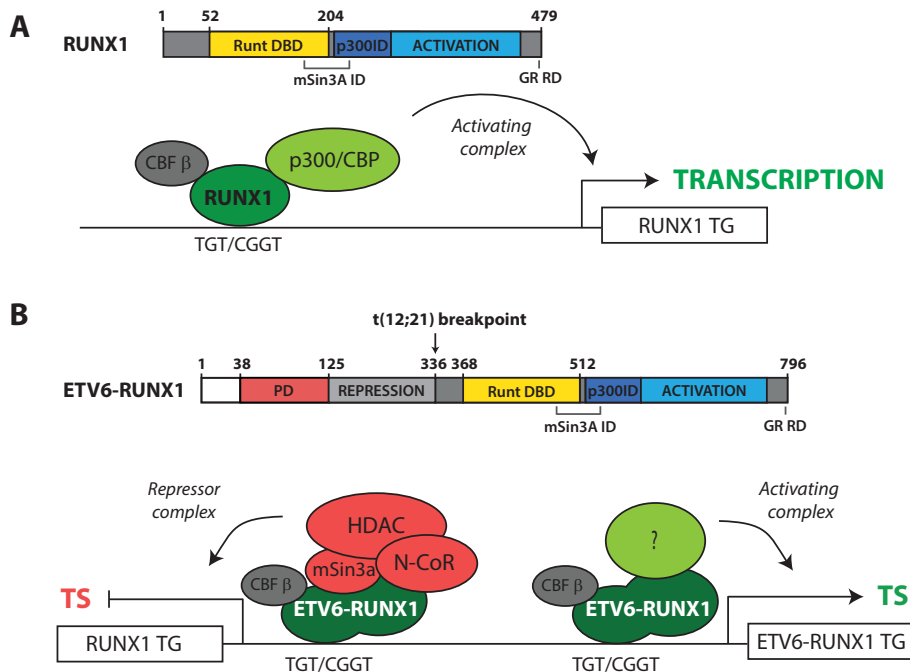 A
1 52 204 479
RUNX1
Runt DBD p300ID ACTIVATION
mSin3A ID
GR RD
Activating
complex
CBF β
p300/CBP
RUNX1
TRANSCRIPTION
RUNX1 TG
TGT/CGGT
B
t(12;21) breakpoint
1 38 125 336 368 512 796
ETV6-RUNX1
PD REPRESSION Runt DBD p300ID ACTIVATION
mSin3A ID
GR RD
Repressor
complex
HDAC
mSin3a
N-CoR
CBF β
ETV6-RUNX1
TS
RUNX1 TG
TGT/CGGT
Activating
complex
?
CBF β
ETV6-RUNX1
TS
ETV6-RUNX1 TG
TGT/CGGT